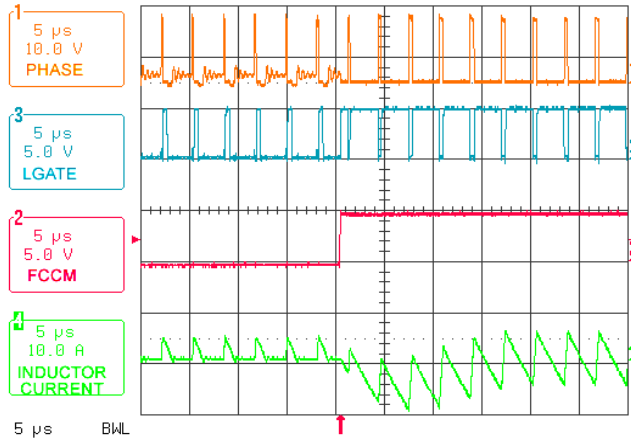 1
5 µs
10.0 V
PHASE
3
5 µs
5.0 V
LGATE
2
5 µs
5.0 V
FCCM
4
5 µs
10.0 A
INDUCTOR
CURRENT
5 µs BWL